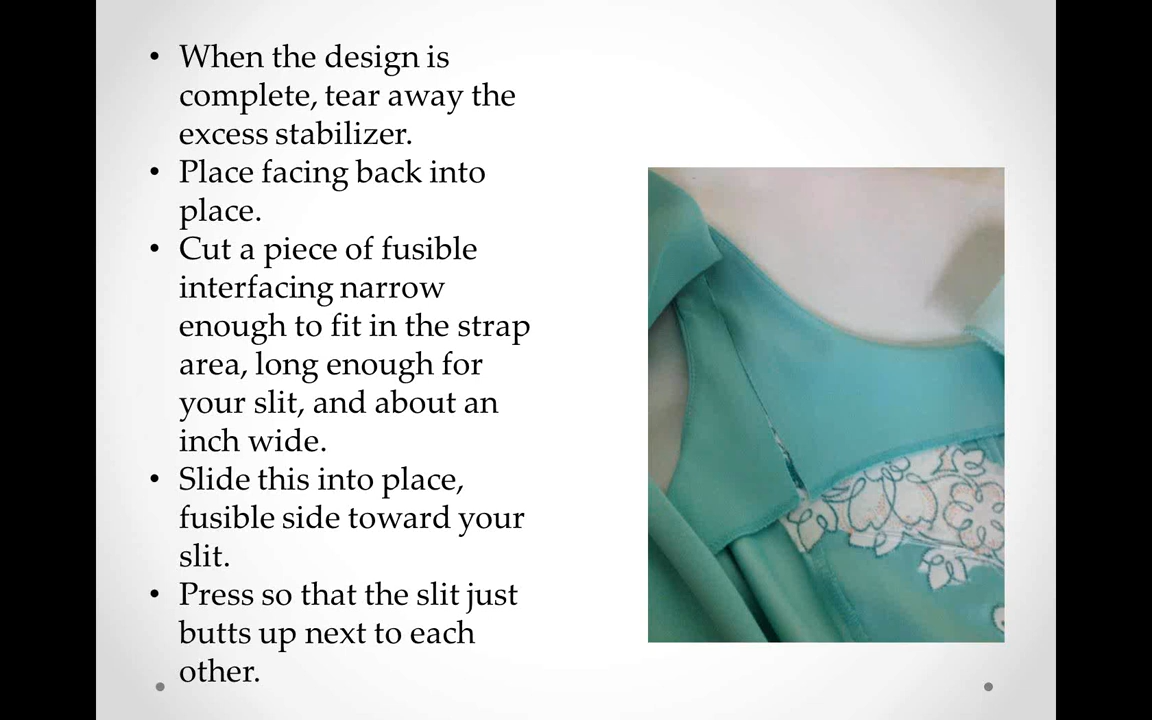 • When the design is
complete, tear away the
excess stabilizer.
• Place facing back into
place.
• Cut a piece of fusible
interfacing narrow
enough to fit in the strap
area, long enough for
your slit, and about an
inch wide.
• Slide this into place,
fusible side toward your
slit.
• Press so that the slit just
butts up next to each
other.